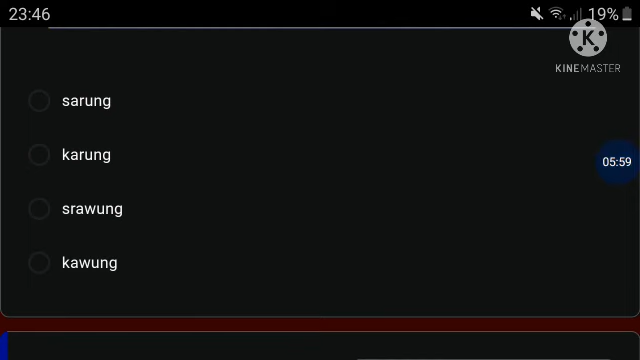 23:46 19%
K
KINEMASTER
sarung
karung
05:59
srawung
kawung